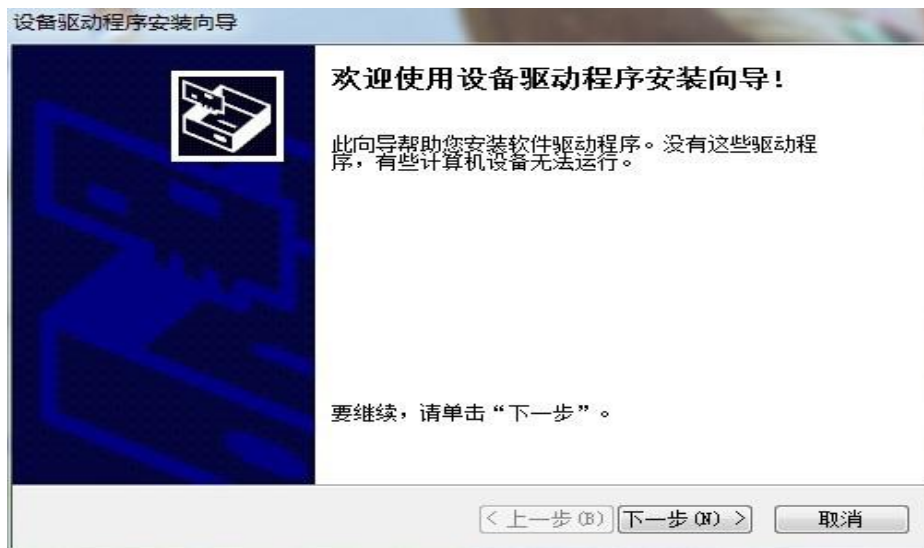 设备驱动程序安装向导
欢迎使用设备驱动程序安装向导!
此向导帮助您安装软件驱动程序。没有这些驱动程
序，有些计算机设备无法运行。
要继续，请单击“下一步”。
< 上一步(B) 下一步(N) > 取消